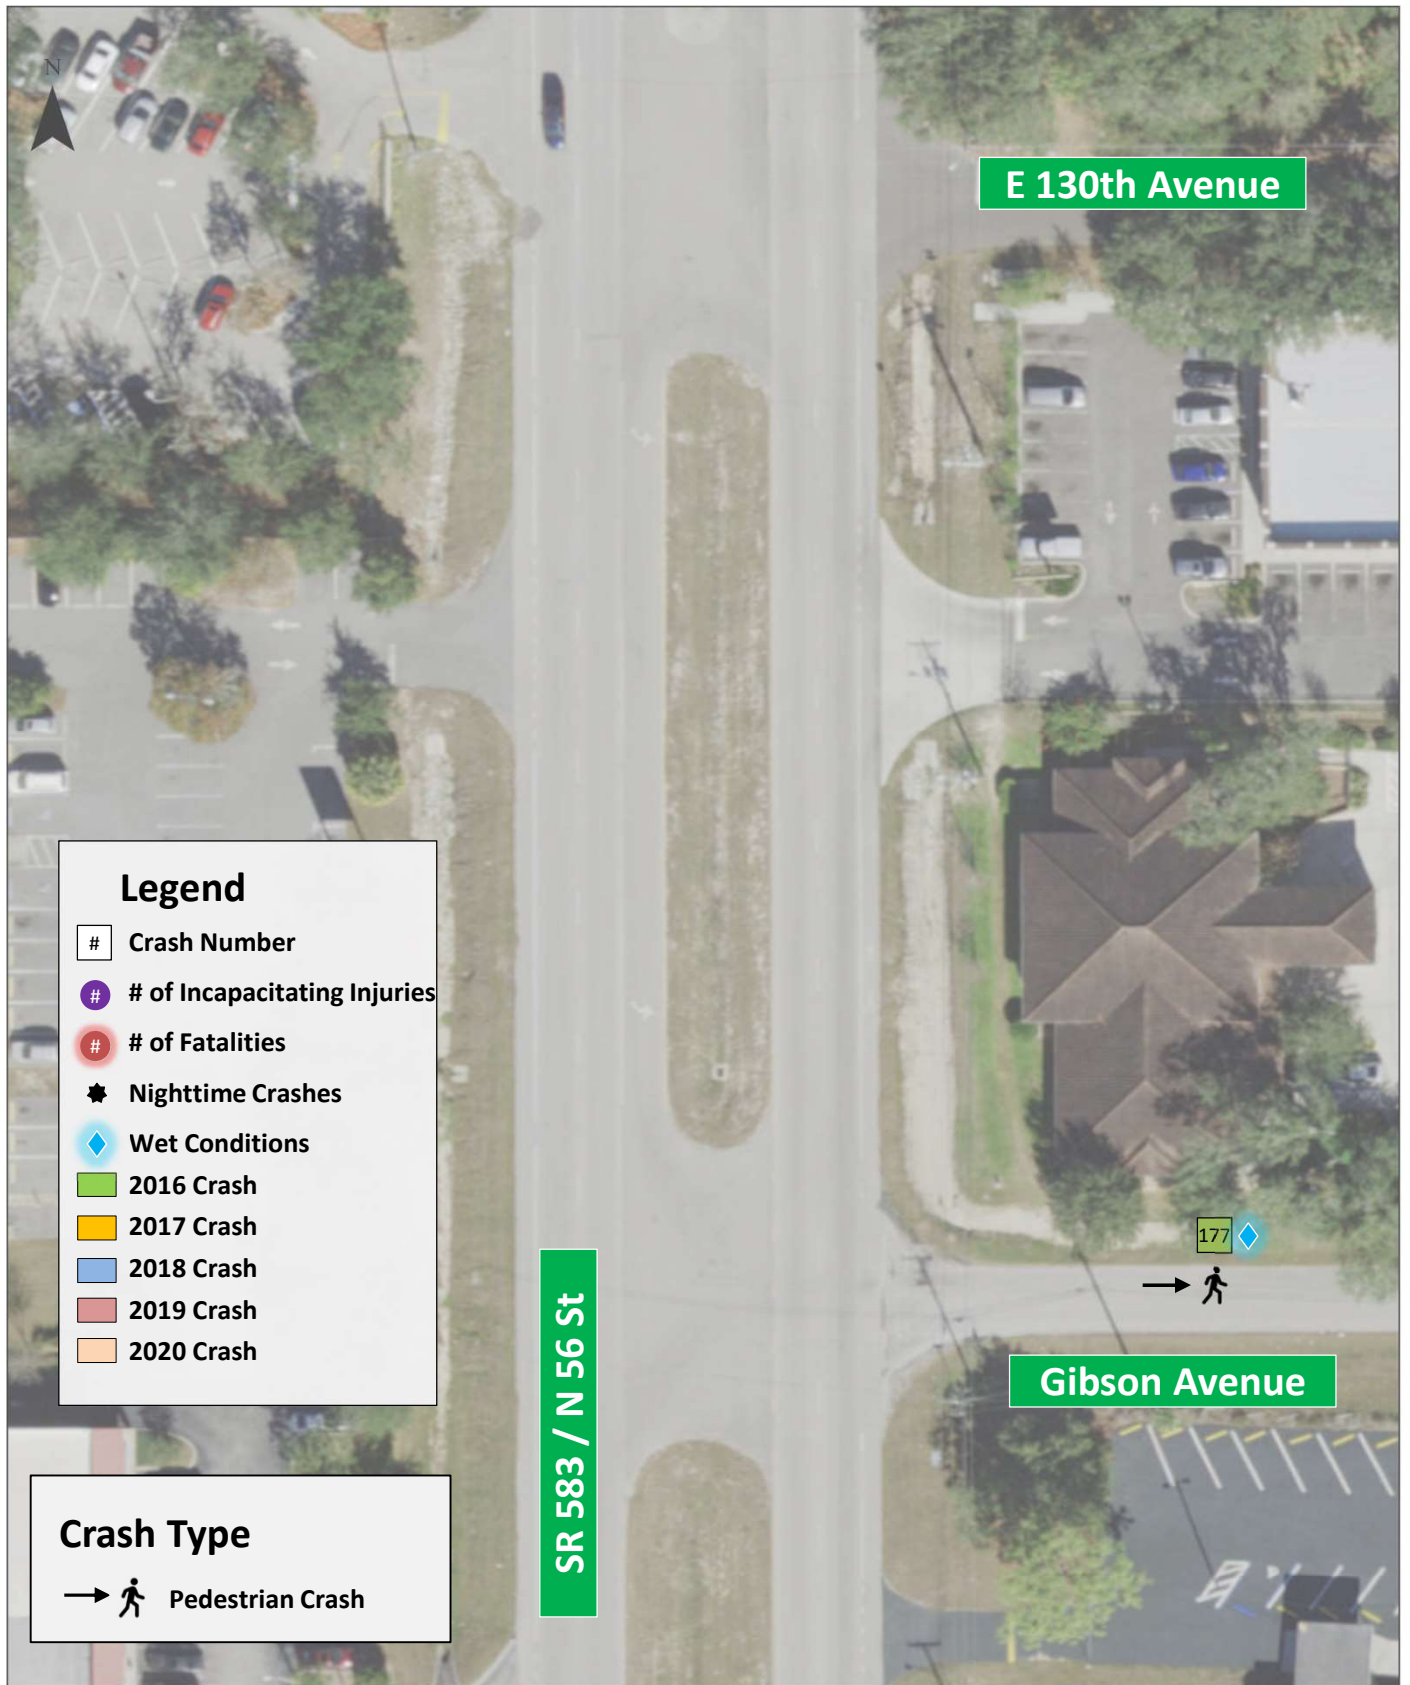 N
E 130th Avenue
Legend
# Crash Number
# # of Incapacitating Injuries
# # of Fatalities
Nighttime Crashes
Wet Conditions
2016 Crash
2017 Crash
2018 Crash
2019 Crash
2020 Crash
177
SR 583 / N 56 St
Gibson Avenue
Crash Type
Pedestrian Crash